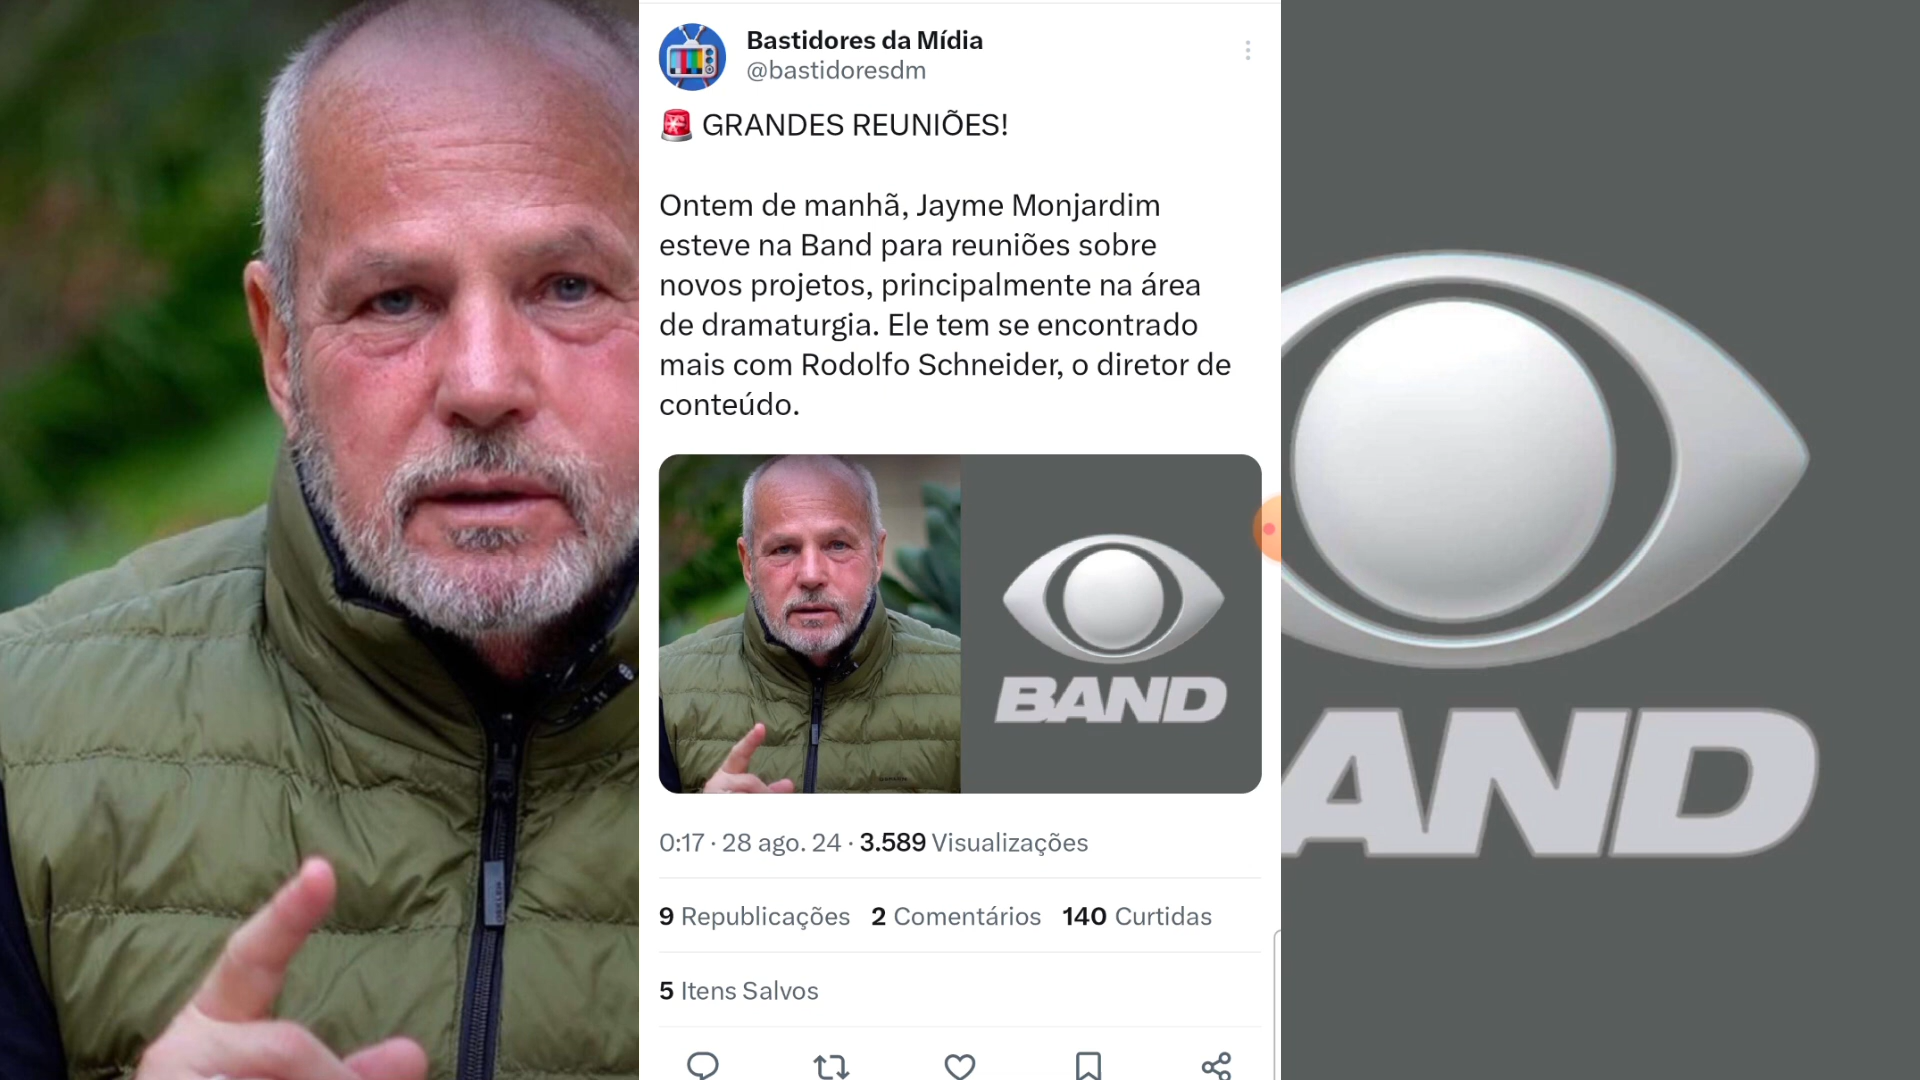 Bastidores da Mídia
@bastidoresdm
🚨 GRANDES REUNIÕES!
Ontem de manhã, Jayme Monjardim
esteve na Band para reuniões sobre
novos projetos, principalmente na área
de dramaturgia. Ele tem se encontrado
mais com Rodolfo Schneider, o diretor de
conteúdo.
BAND
0:17 · 28 ago. 24 · 3.589 Visualizações
9 Republicações 2 Comentários 140 Curtidas
5 Itens Salvos
AND